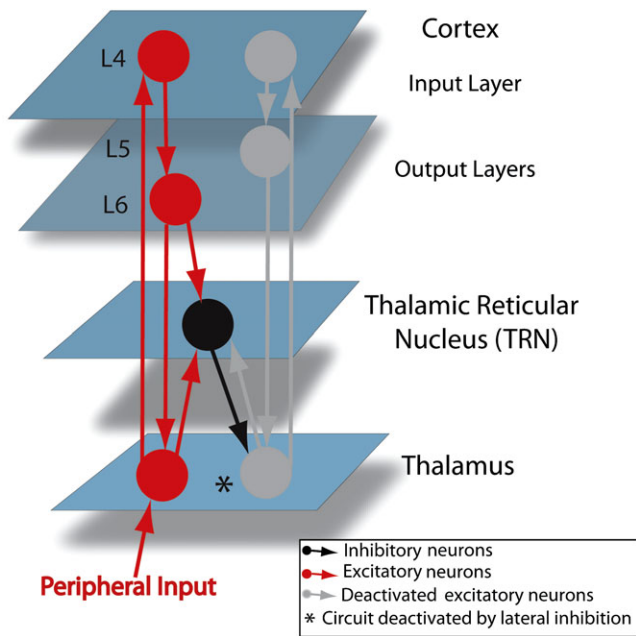 Cortex
L4
Input Layer
L5
Output Layers
L6
Thalamic Reticular
Nucleus (TRN)
Thalamus
*
Peripheral Input
Inhibitory neurons
Excitatory neurons
Deactivated excitatory neurons
* Circuit deactivated by lateral inhibition